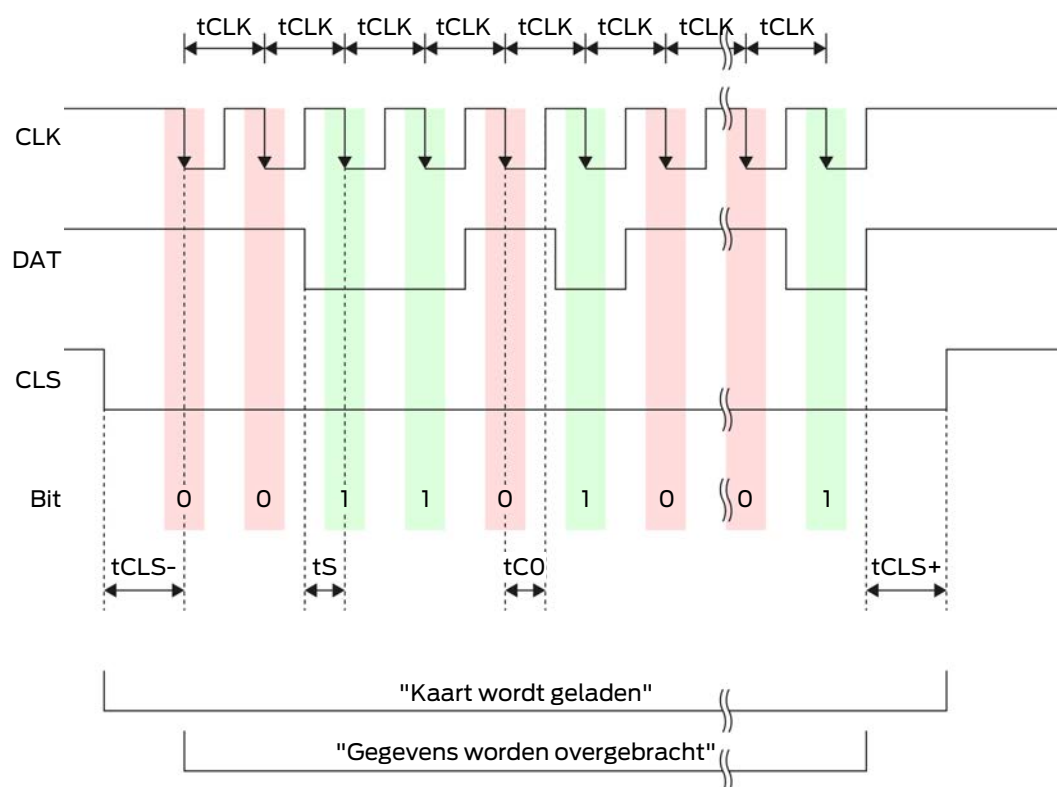 tCLK tCLK tCLK tCLK tCLK tCLK tCLK tCLK
CLK
DAT
CLS
Bit 0 0 1 1 0 1 0 0 1
tCLS- tS tC0 tCLS+
"Kaart wordt geladen"
"Gegevens worden overgebracht"